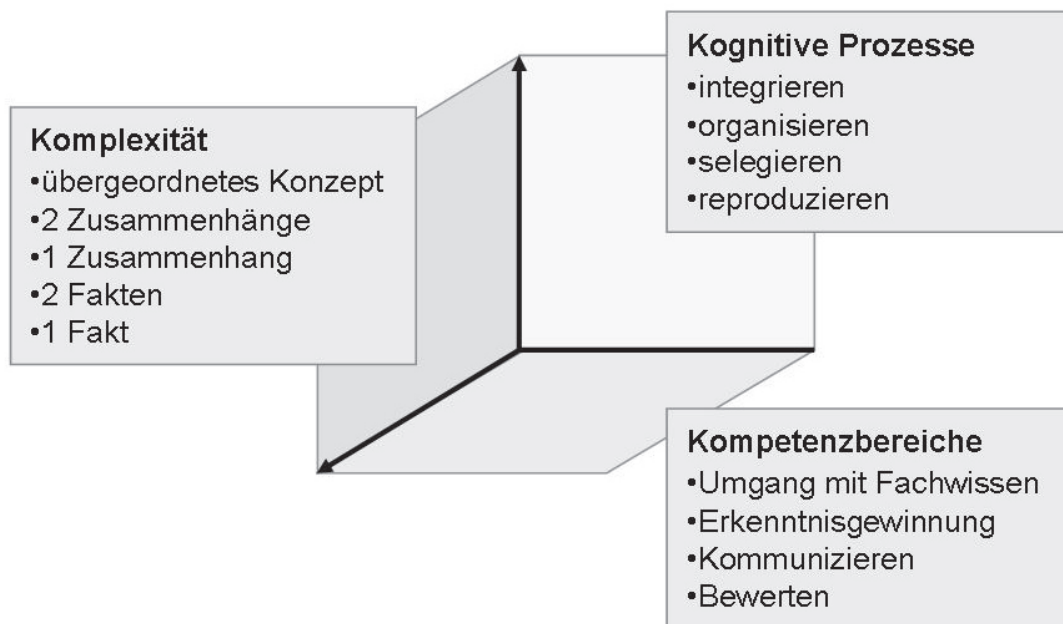 Kognitive Prozesse
•integrieren
•organisieren
•selegieren
•reproduzieren
Komplexität
•übergeordnetes Konzept
•2 Zusammenhänge
•1 Zusammenhang
•2 Fakten
•1 Fakt
Kompetenzbereiche
•Umgang mit Fachwissen
•Erkenntnisgewinnung
•Kommunizieren
•Bewerten